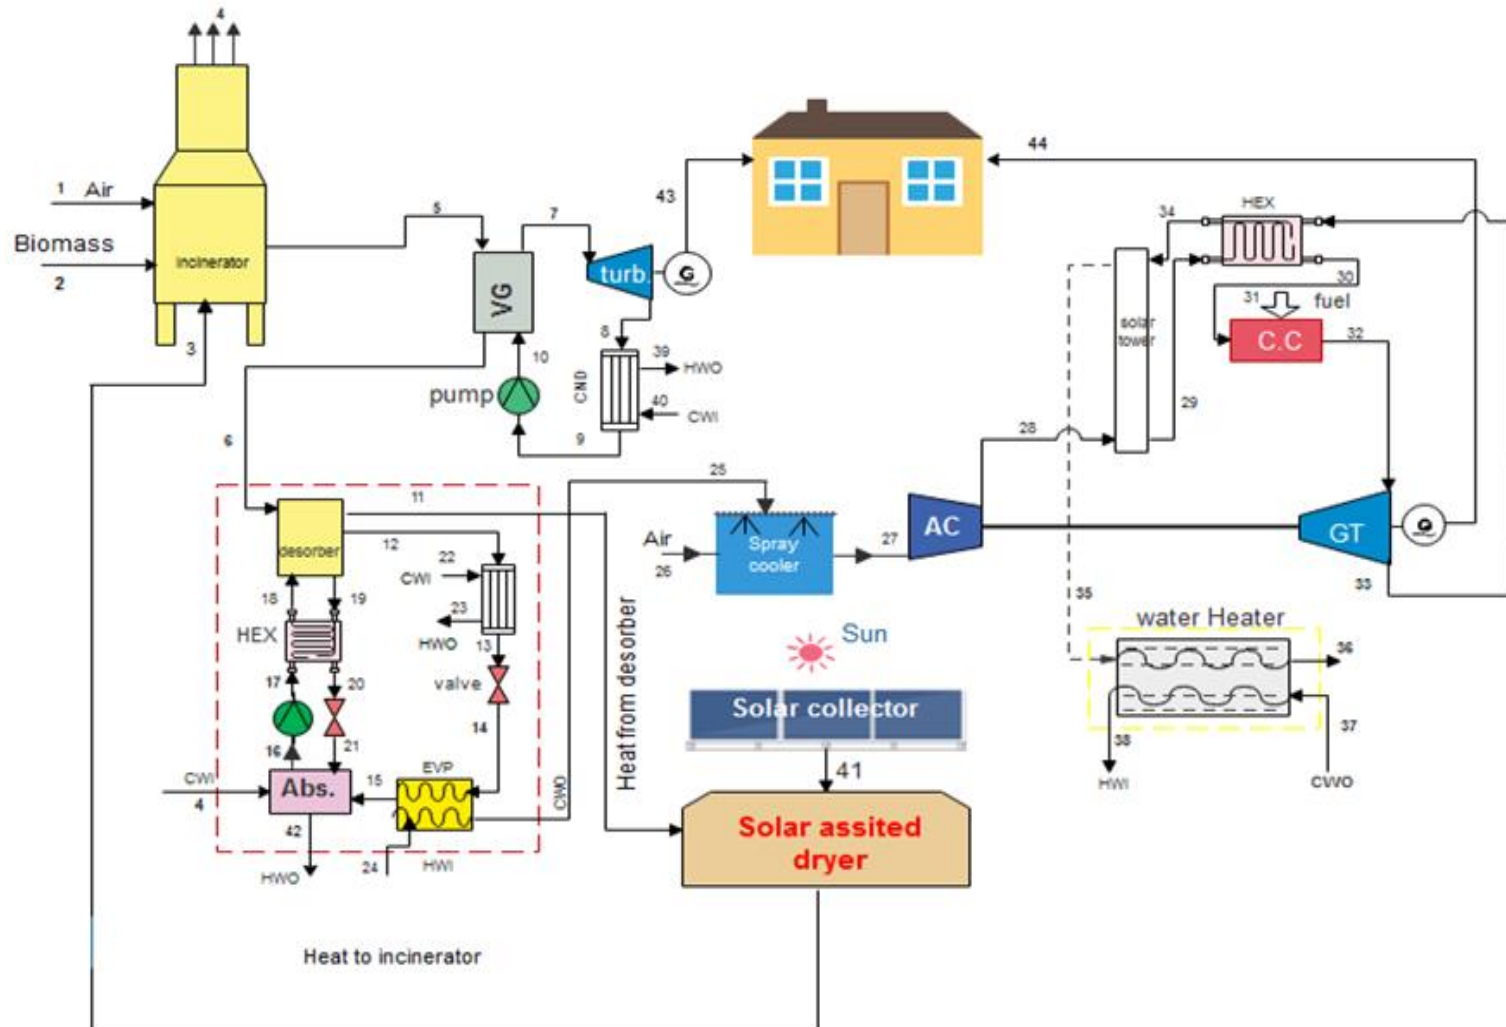 4
1 Air
Biomass
2
incinerator
3
5
7
VG
turb.
G
43
44
8
39
HWO
CND
40
CWI
10
pump
9
6
HEX
34
30
31
fuel
solar
tower
C.C
32
29
28
25
11
desorber
12
22
CWI
23
HWO
13
valve
14
18
19
HEX
17
20
16
21
CWI
4
Abs.
15
EVP
42
HWO
24
HWI
CWO
Heat from desorber
Air
26
Spray
cooler
27
AC
GT
G
33
35
Sun
Solar collector
41
Solar assited
dryer
water Heater
36
37
38
HWI
CWO
Heat to incinerator